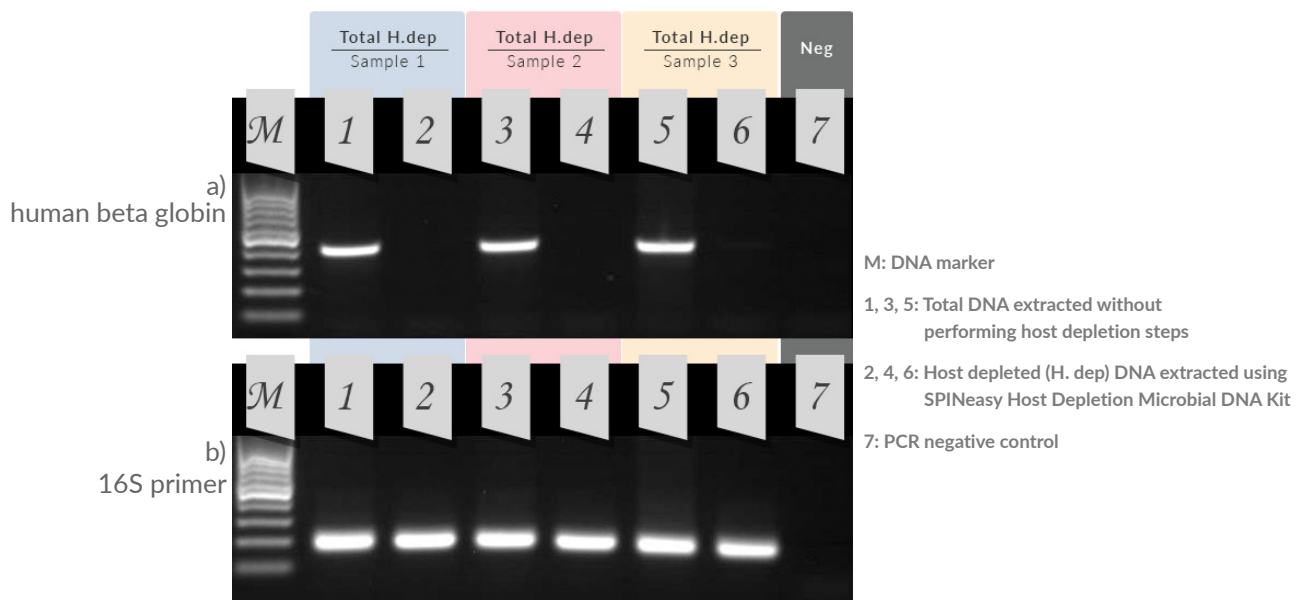 Total H.dep
Sample 1
Total H.dep
Sample 2
Total H.dep
Sample 3
Neg
M 1 2 3 4 5 6 7
a)
human beta globin
M: DNA marker
1, 3, 5: Total DNA extracted without
performing host depletion steps
M 1 2 3 4 5 6 7
2, 4, 6: Host depleted (H. dep) DNA extracted using
SPINeasy Host Depletion Microbial DNA Kit
7: PCR negative control
b)
16S primer